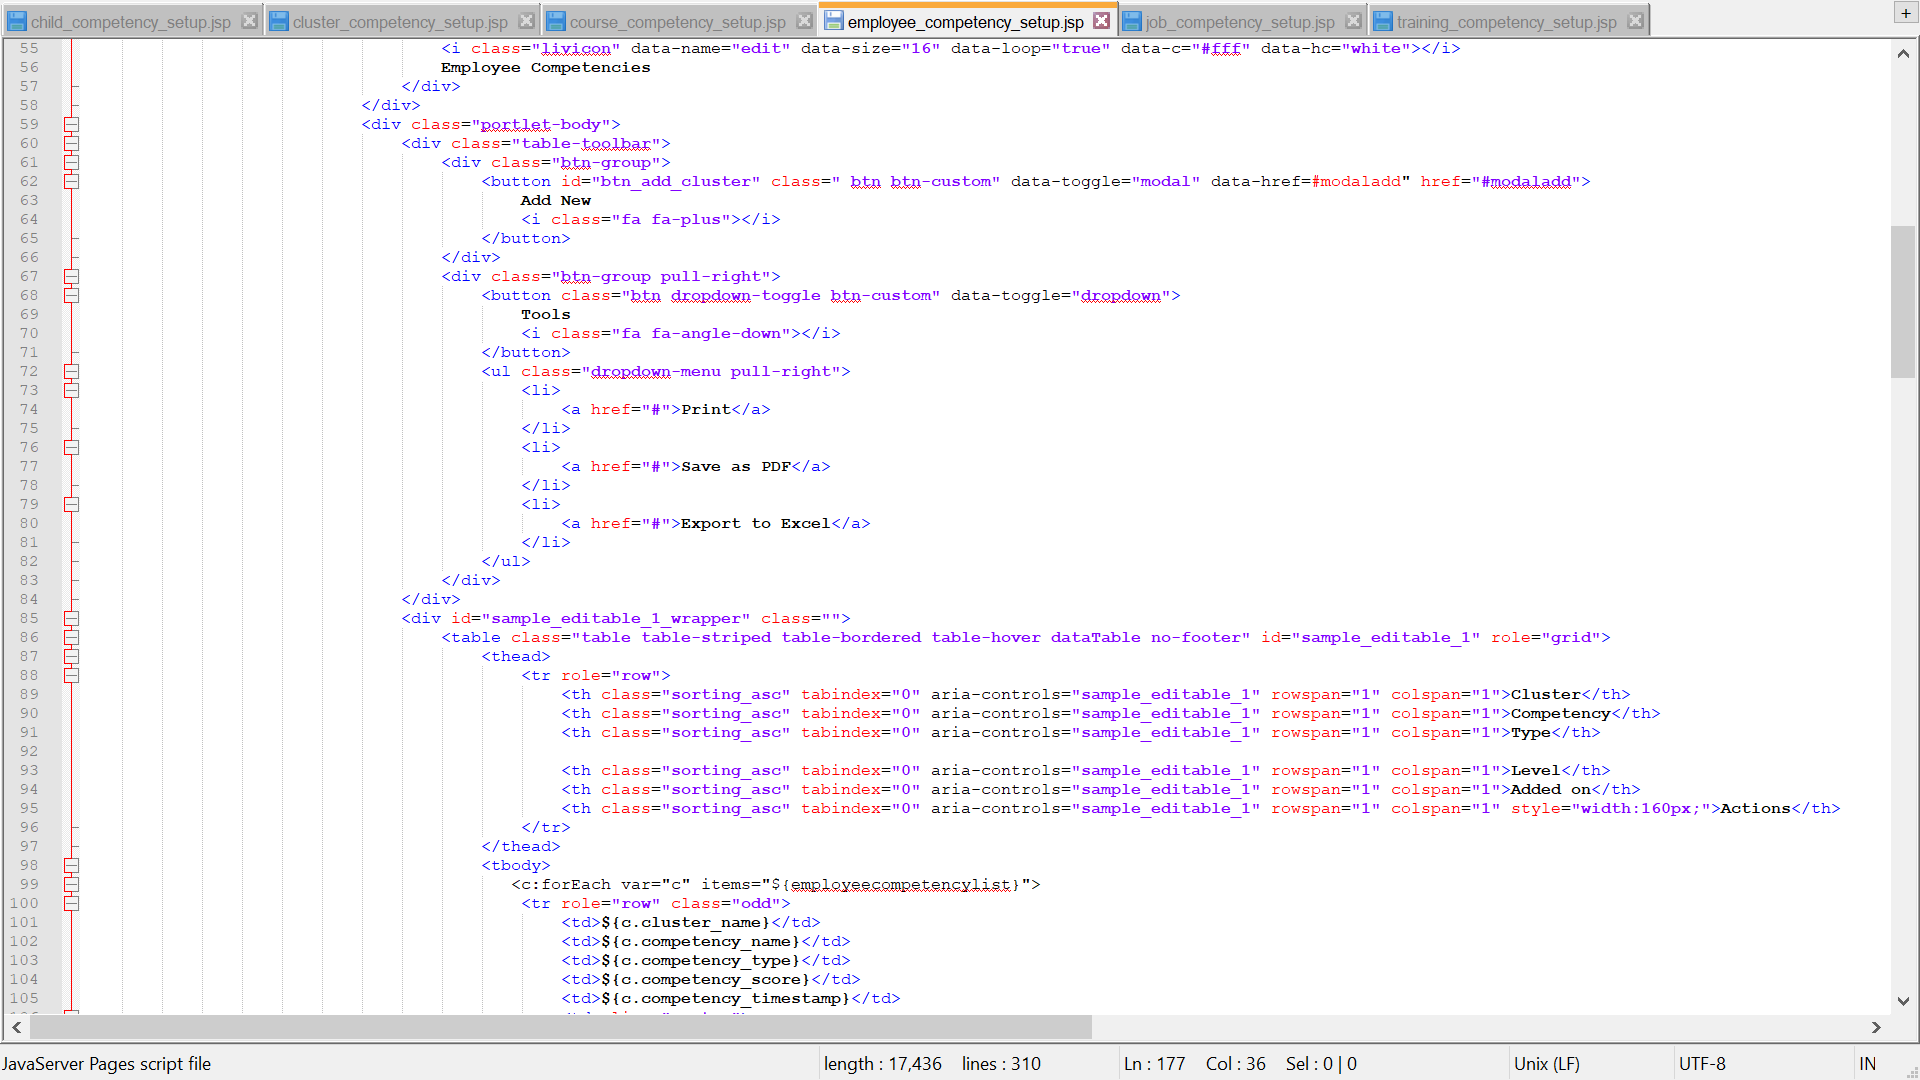 child_competency_setup.jsp cluster_competency_setup.jsp course_competency_setup.jsp employee_competency_setup.jsp job_competency_setup.jsp training_competency_setup.jsp +
55 <i class="livicon" data-name="edit" data-size="16" data-loop="true" data-c="#fff" data-hc="white"></i>
56 Employee Competencies
57 </div>
58 </div>
59 <div class="portlet-body">
60 <div class="table-toolbar">
61 <div class="btn-group">
62 <button id="btn_add_cluster" class=" btn btn-custom" data-toggle="modal" data-href=#modaladd" href="#modaladd">
63 Add New
64 <i class="fa fa-plus"></i>
65 </button>
66 </div>
67 <div class="btn-group pull-right">
68 <button class="btn dropdown-toggle btn-custom" data-toggle="dropdown">
69 Tools
70 <i class="fa fa-angle-down"></i>
71 </button>
72 <ul class="dropdown-menu pull-right">
73 <li>
74 <a href="#">Print</a>
75 </li>
76 <li>
77 <a href="#">Save as PDF</a>
78 </li>
79 <li>
80 <a href="#">Export to Excel</a>
81 </li>
82 </ul>
83 </div>
84 </div>
85 <div id="sample_editable_1_wrapper" class="">
86 <table class="table table-striped table-bordered table-hover dataTable no-footer" id="sample_editable_1" role="grid">
87 <thead>
88 <tr role="row">
89 <th class="sorting_asc" tabindex="0" aria-controls="sample_editable_1" rowspan="1" colspan="1">Cluster</th>
90 <th class="sorting_asc" tabindex="0" aria-controls="sample_editable_1" rowspan="1" colspan="1">Competency</th>
91 <th class="sorting_asc" tabindex="0" aria-controls="sample_editable_1" rowspan="1" colspan="1">Type</th>
92
93 <th class="sorting_asc" tabindex="0" aria-controls="sample_editable_1" rowspan="1" colspan="1">Level</th>
94 <th class="sorting_asc" tabindex="0" aria-controls="sample_editable_1" rowspan="1" colspan="1">Added on</th>
95 <th class="sorting_asc" tabindex="0" aria-controls="sample_editable_1" rowspan="1" colspan="1" style="width:160px;">Actions</th>
96 </tr>
97 </thead>
98 <tbody>
99 <c:forEach var="c" items="${employeecompetencylist}">
100 <tr role="row" class="odd">
101 <td>${c.cluster_name}</td>
102 <td>${c.competency_name}</td>
103 <td>${c.competency_type}</td>
104 <td>${c.competency_score}</td>
105 <td>${c.competency_timestamp}</td>
JavaServer Pages script file length : 17,436 lines : 310 Ln : 177 Col : 36 Sel : 0 | 0 Unix (LF) UTF-8 IN